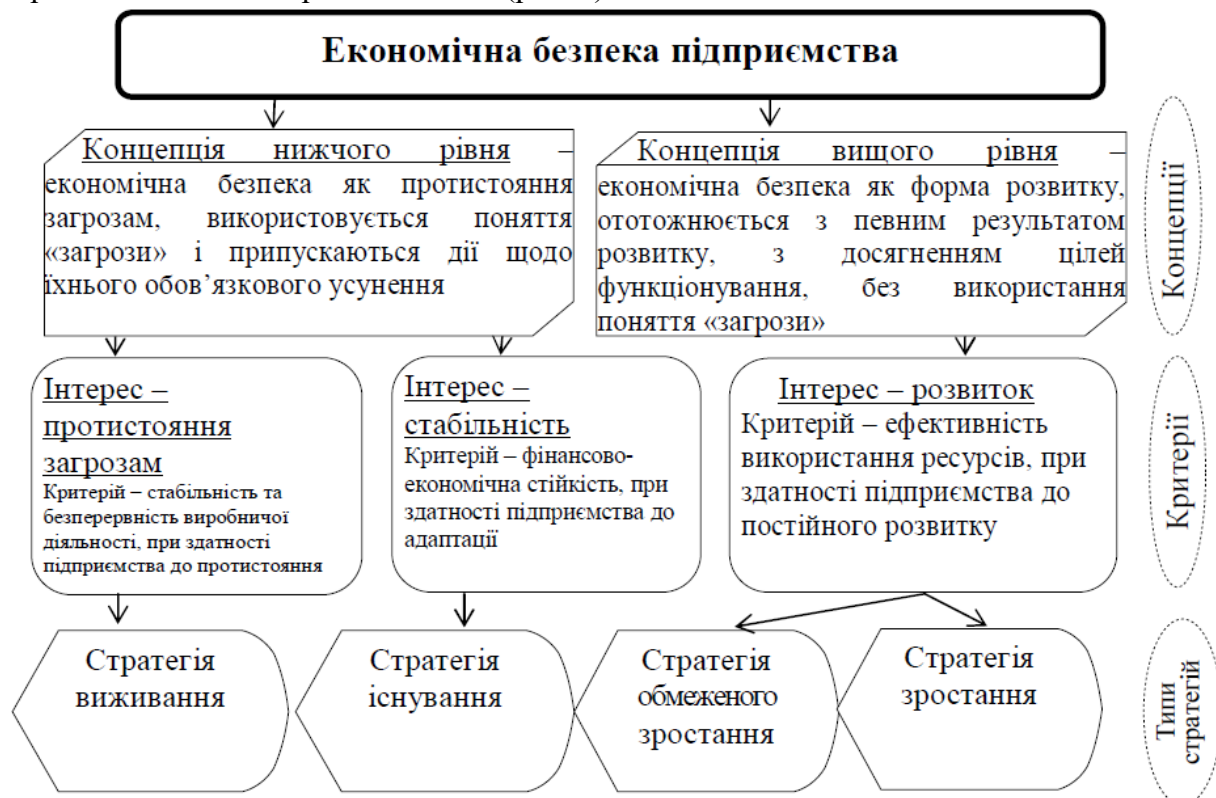 Економічна безпека підприємства
Концепція нижчого рівня –
економічна безпека як протистояння
загрозам, використовується поняття
«загрози» і припускаються дії щодо
їхнього обов’язкового усунення
Концепція вищого рівня –
економічна безпека як форма розвитку,
ототожнюється з певним результатом
розвитку, з досягненням цілей
функціонування, без використання
поняття «загрози»
Концепції
Інтерес –
протистояння
загрозам
Критерій – стабільність та
безперервність виробничої
діяльності, при здатності
підприємства до протистояння
Інтерес –
стабільність
Критерій – фінансово-
економічна стійкість, при
здатності підприємства до
адаптації
Інтерес – розвиток
Критерій – ефективність
використання ресурсів, при
здатності підприємства до
постійного розвитку
Критерії
Стратегія
виживання
Стратегія
існування
Стратегія
обмеженого
зростання
Стратегія
зростання
Типи
стратегій